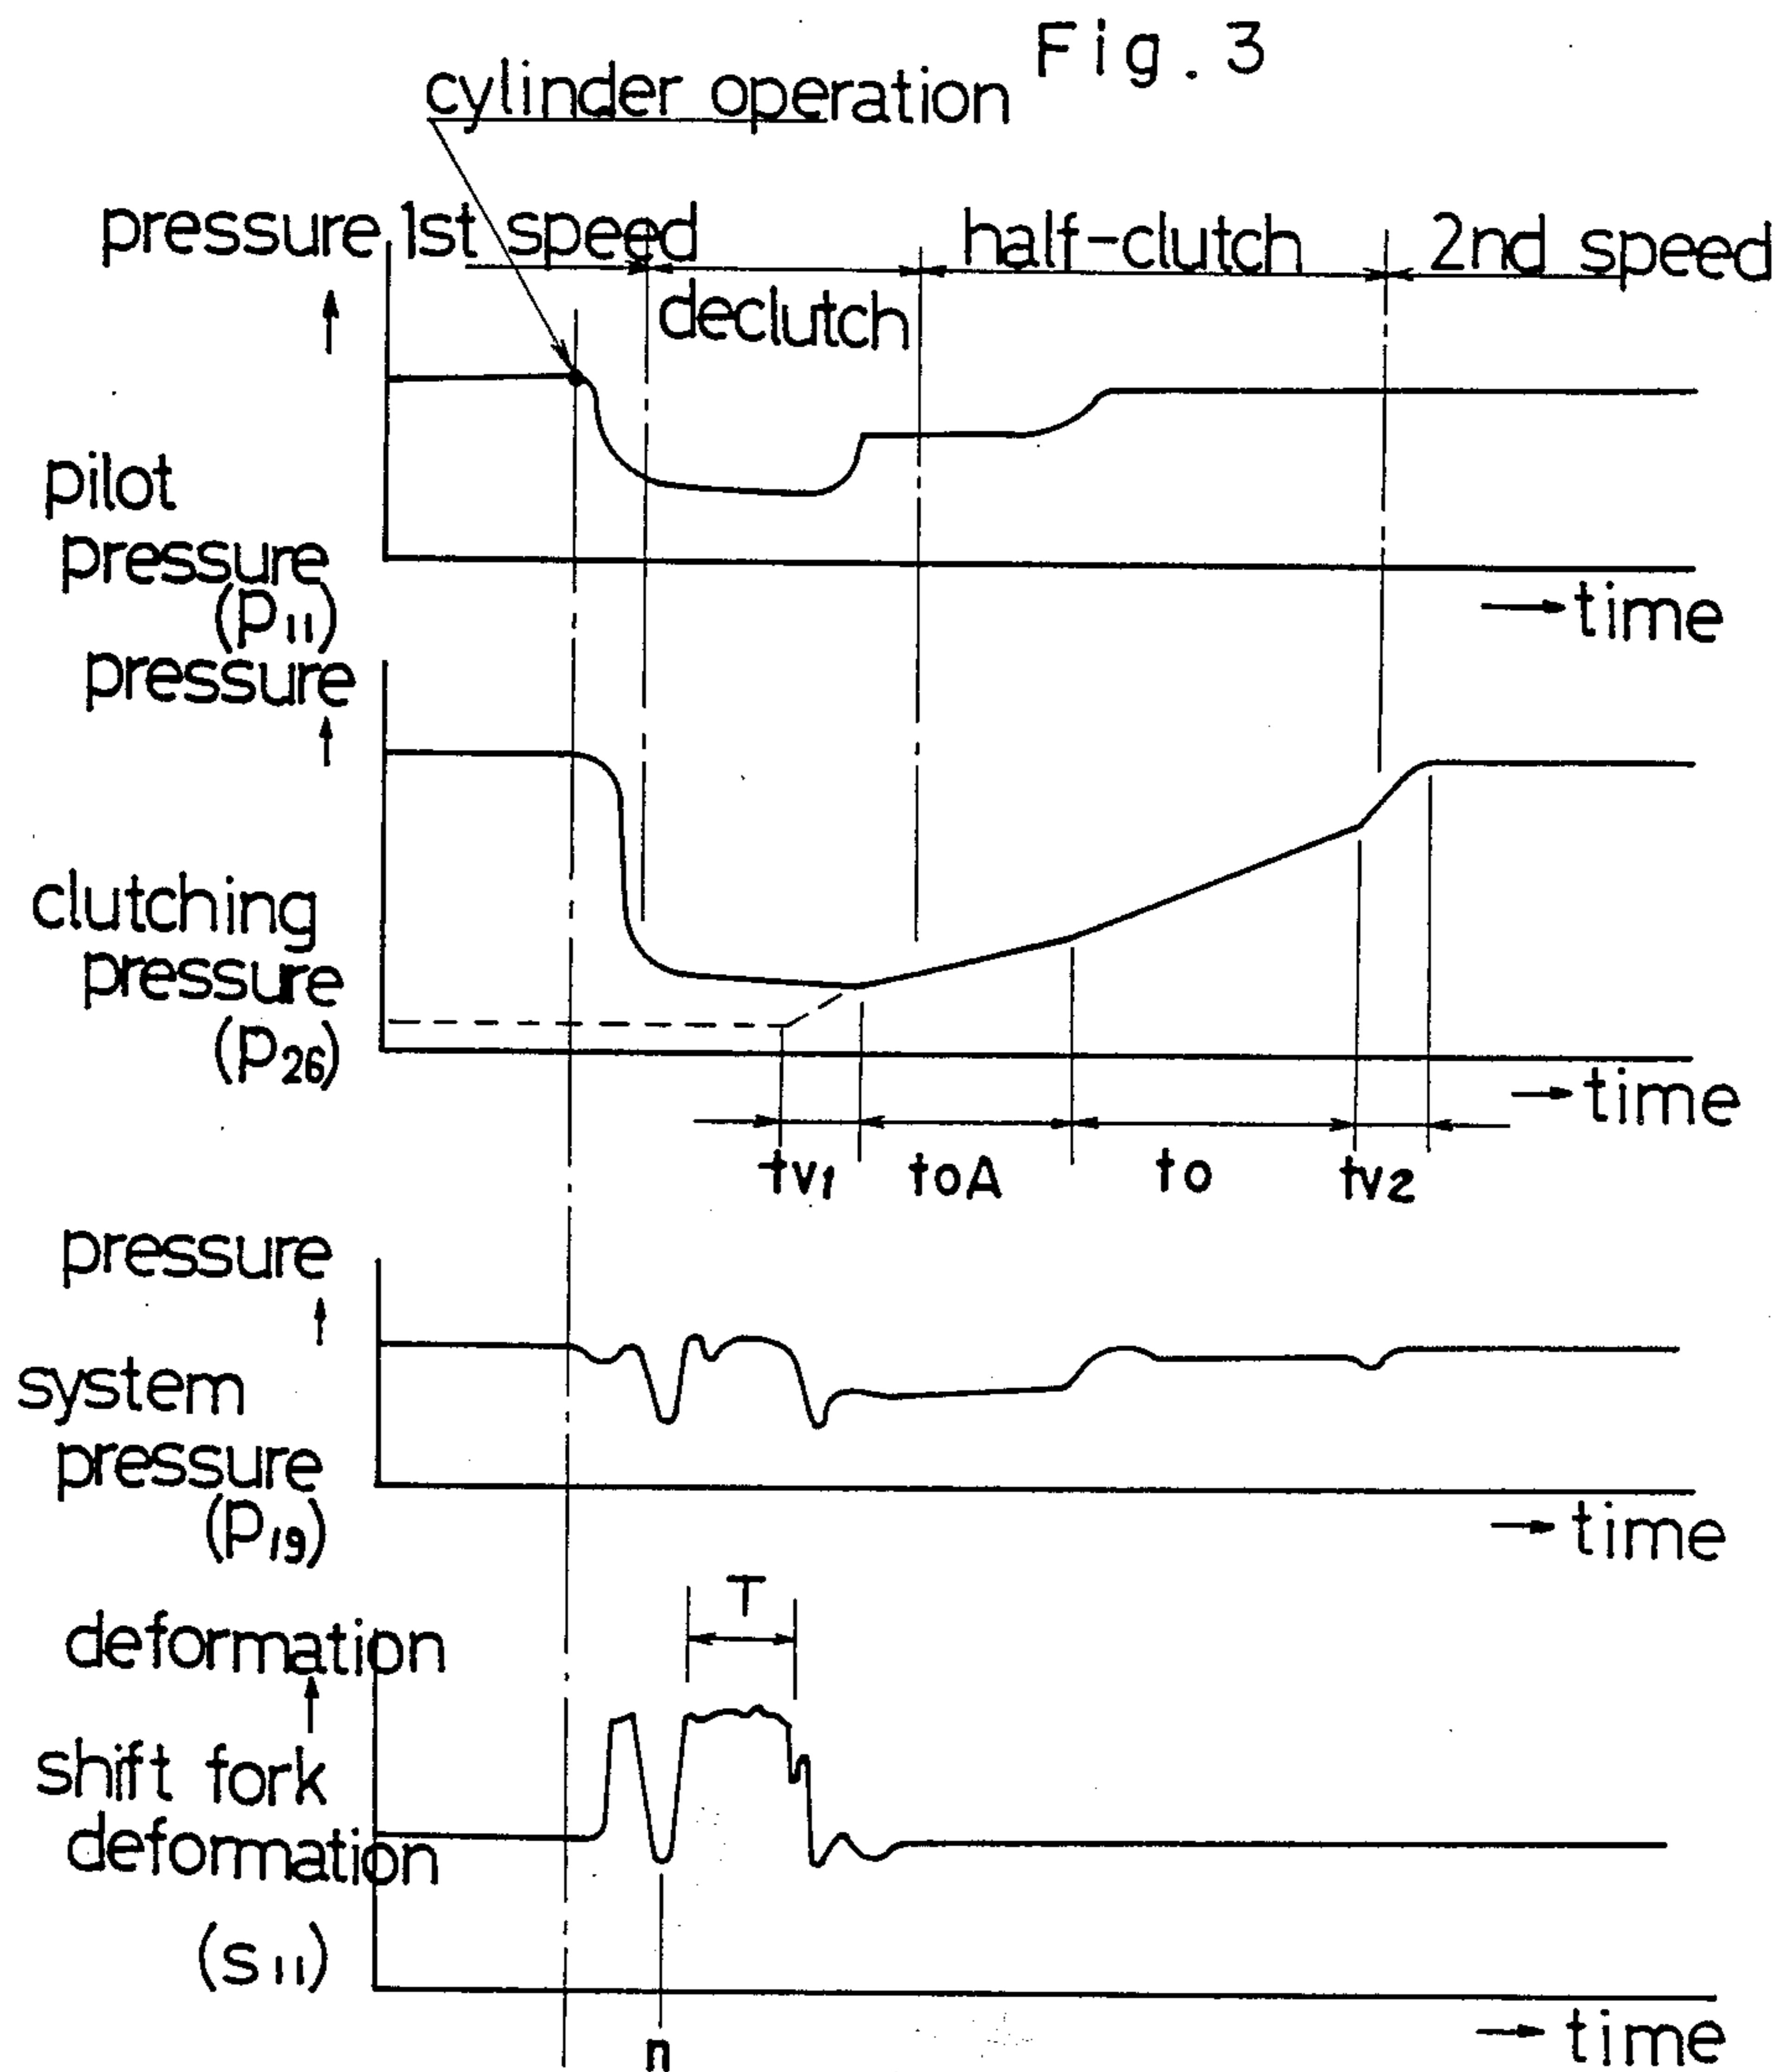 Fig. 3
cylinder operation
pressure 1st speed
half-clutch
2nd speed
declutch
pilot
pressure
(p11)
time
pressure
clutching
pressure
(p26)
time
tv1
toA
to
tv2
pressure
system
pressure
(p19)
time
T
deformation
shift fork
deformation
(s11)
time
n